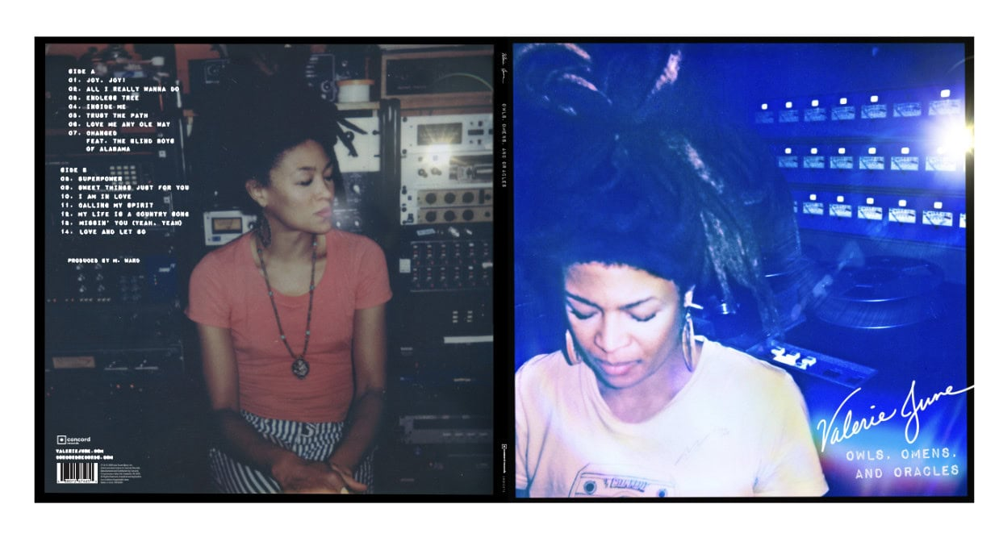 SIDE A
01. JOY, JOY!
02. ALL I REALLY WANNA DO
03. ENDLESS TREE
04. INSIDE ME
05. TRUST THE PATH
06. LOVE ME ANY OLE WAY
07. CHANGED
FEAT. THE BLIND BOYS
OF ALABAMA
SIDE B
08. SUPERPOWER
09. SWEET THINGS JUST FOR YOU
10. I AM IN LOVE
11. CALLING MY SPIRIT
12. MY LIFE IS A COUNTRY SONG
13. MISSIN' YOU (YEAH, YEAH)
14. LOVE AND LET GO
PRODUCED BY M. WARD
concord
records
VALERIEJUNE.COM
CONCORDRECORDS.COM
Valerie June
OWLS, OMENS, AND ORACLES
concord records
Valerie June
OWLS, OMENS,
AND ORACLES